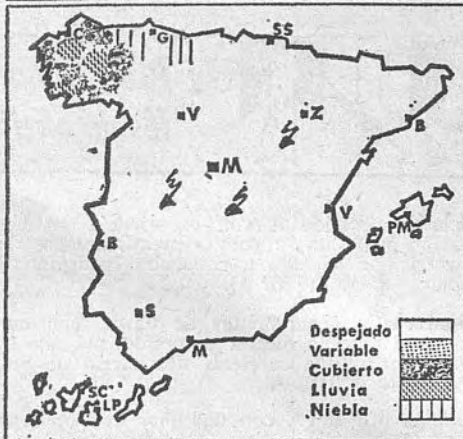 C G SS
V Z B
M
PM
B V
S
M
SC
LP
Despejado
Variable
Cubierto
Lluvia
Niebla